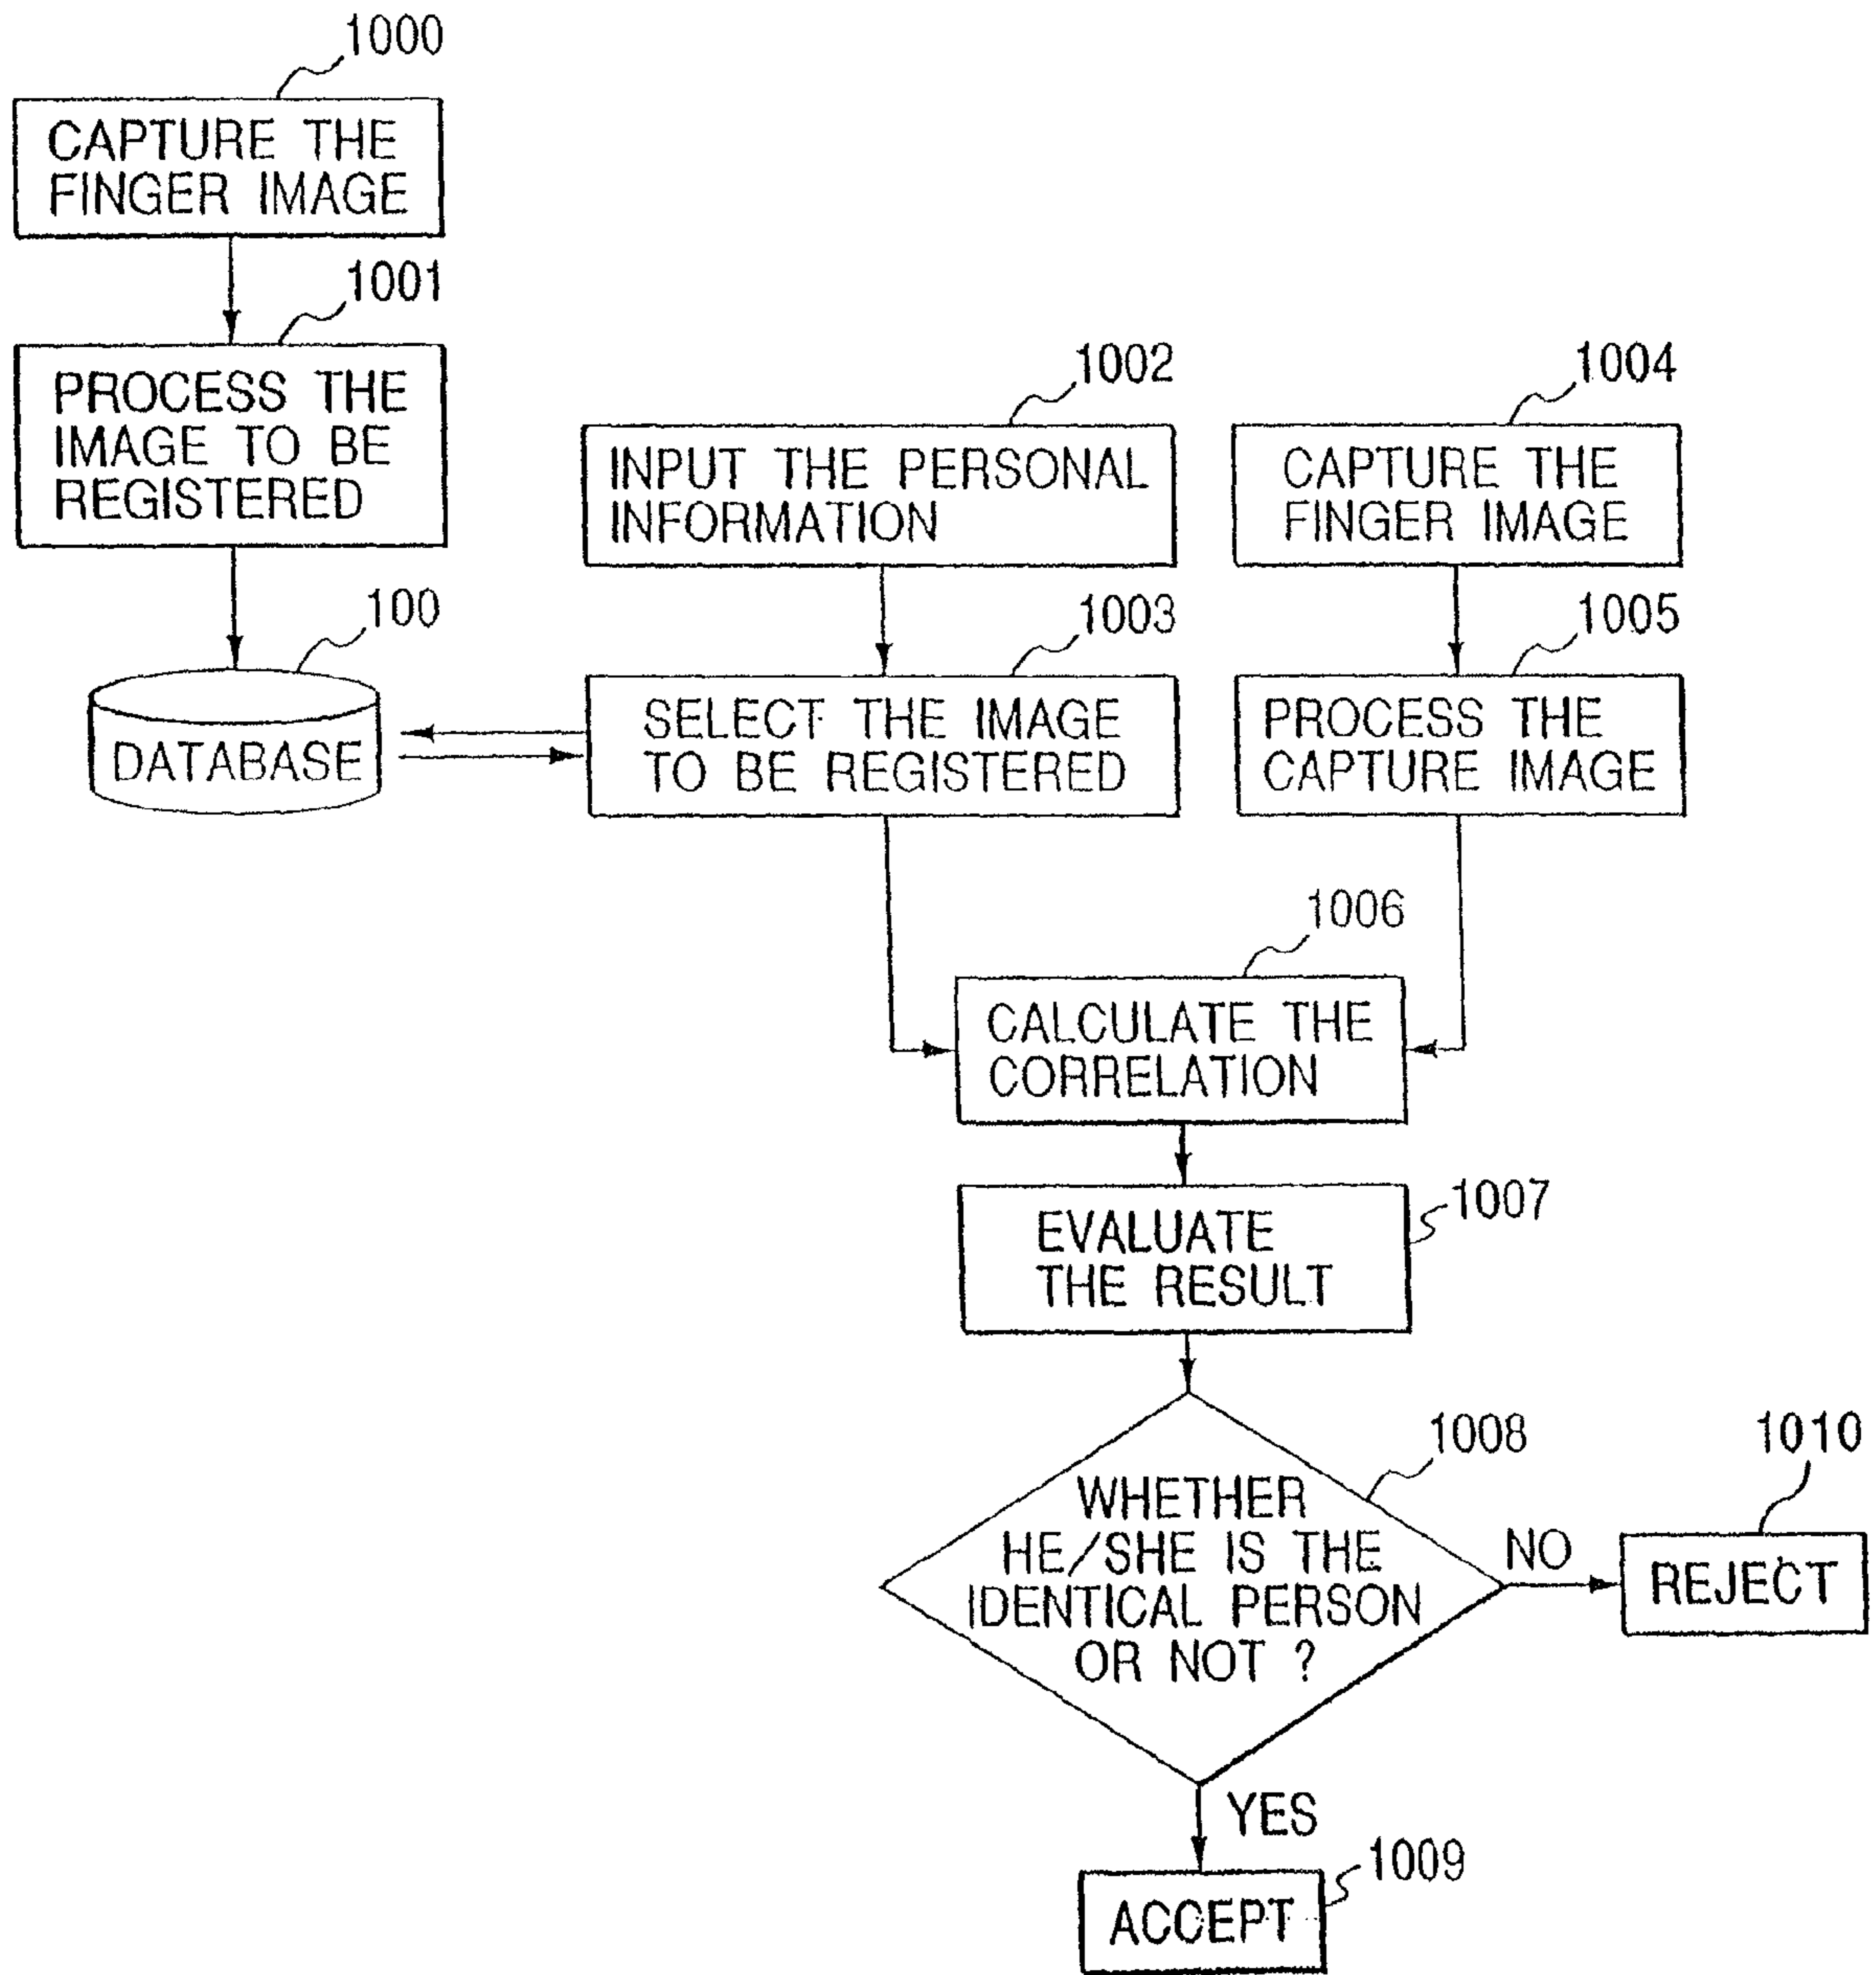 1000
CAPTURE THE
FINGER IMAGE
1001
PROCESS THE
IMAGE TO BE
REGISTERED
100
DATABASE
1002
INPUT THE PERSONAL
INFORMATION
1003
SELECT THE IMAGE
TO BE REGISTERED
1004
CAPTURE THE
FINGER IMAGE
1005
PROCESS THE
CAPTURE IMAGE
1006
CALCULATE THE
CORRELATION
1007
EVALUATE
THE RESULT
1008
WHETHER
HE/SHE IS THE
IDENTICAL PERSON
OR NOT ?
NO
1010
REJECT
YES
1009
ACCEPT